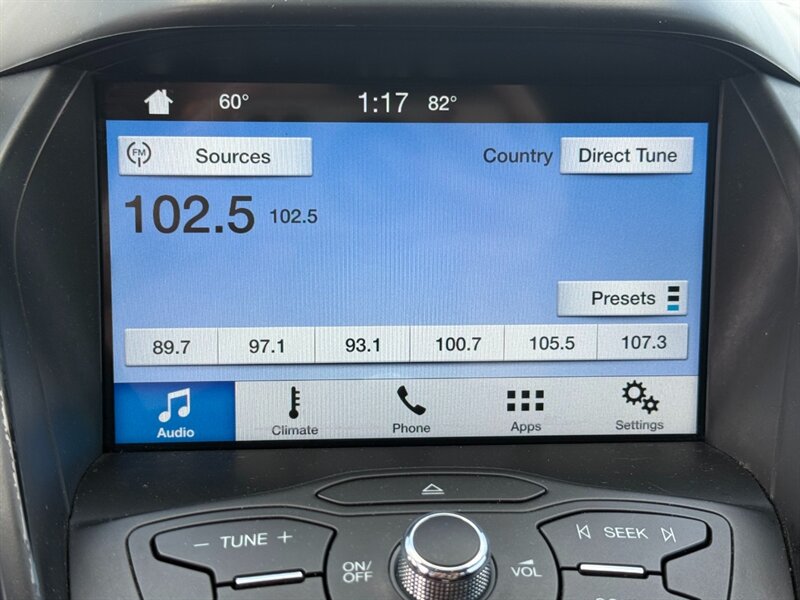 60° 1:17 82°
FM Sources Country Direct Tune
102.5 102.5
Presets
89.7 97.1 93.1 100.7 105.5 107.3
Audio Climate Phone Apps Settings
– TUNE + SEEK
ON/
OFF VOL